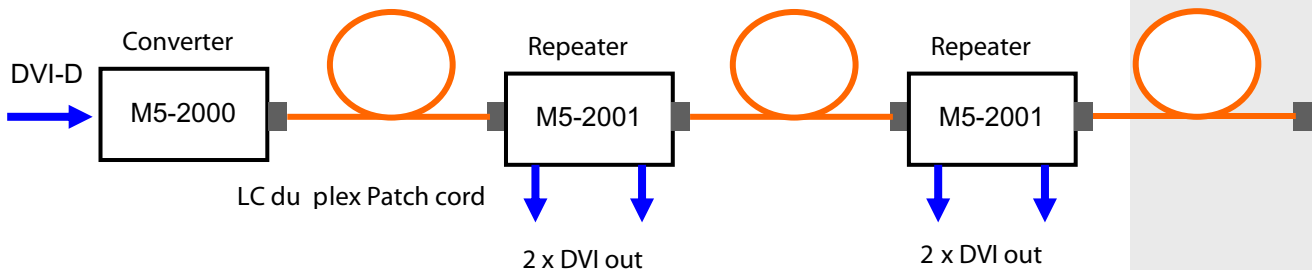 Converter
Repeater
Repeater
DVI-D
M5-2000
M5-2001
M5-2001
LC du plex Patch cord
2 x DVI out
2 x DVI out